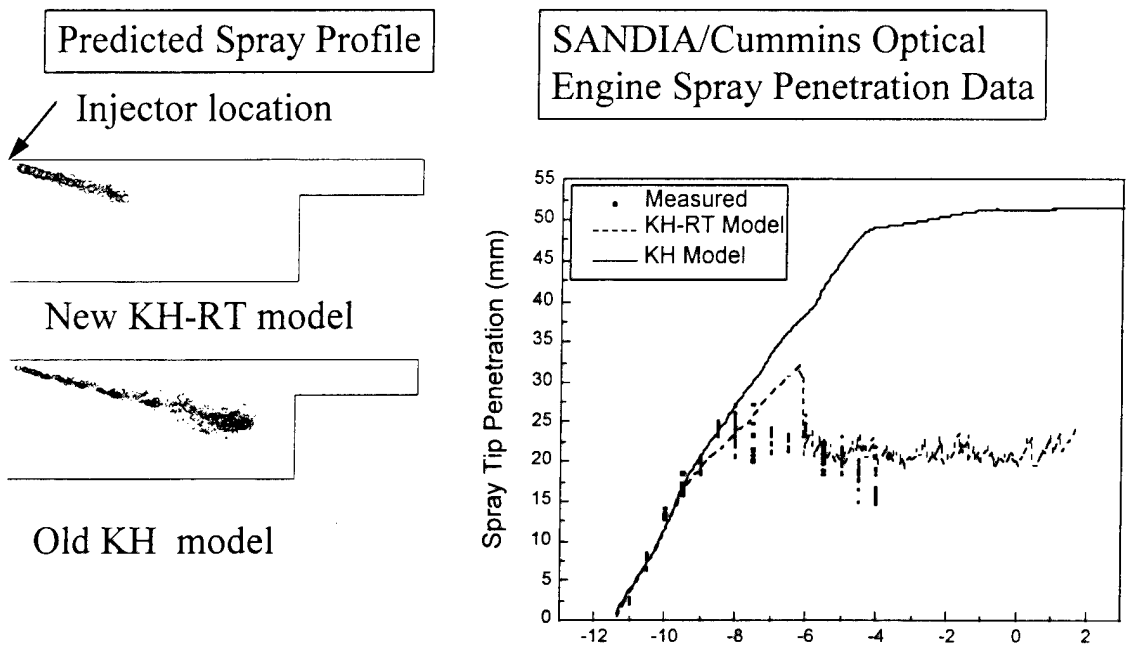 Predicted Spray Profile
Injector location
New KH-RT model
Old KH model
SANDIA/Cummins Optical
Engine Spray Penetration Data
Measured
KH-RT Model
KH Model
Spray Tip Penetration (mm)
55
50
45
40
35
30
25
20
15
10
5
0
-12 -10 -8 -6 -4 -2 0 2